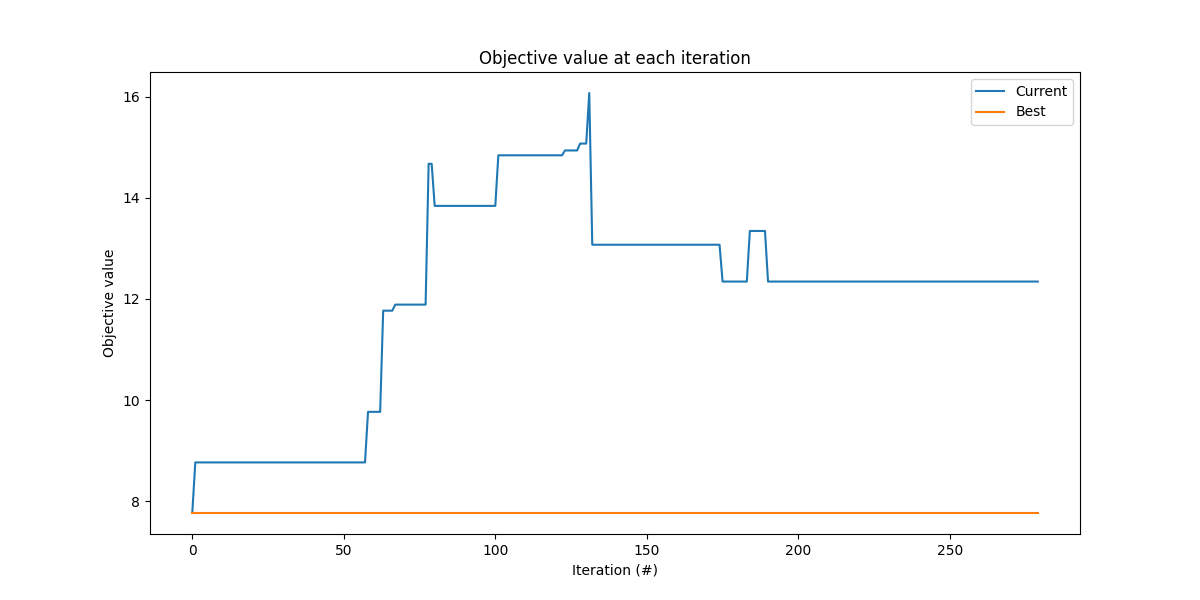 Objective value at each iteration
Current
Best
16
14
12
10
8
Objective value
0 50 100 150 200 250
Iteration (#)